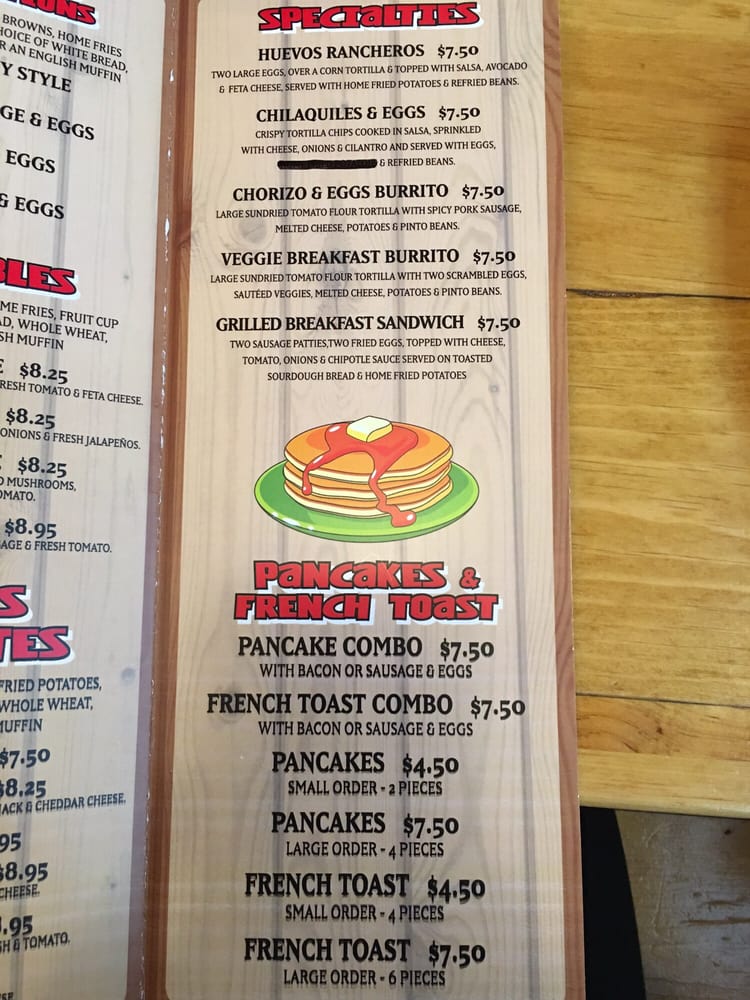 IONS
BROWNS, HOME FRIES
HOICE OF WHITE BREAD,
R AN ENGLISH MUFFIN
Y STYLE
GE & EGGS
EGGS
& EGGS
BLES
ME FRIES, FRUIT CUP
AD, WHOLE WHEAT,
SH MUFFIN
E $8.25
RESH TOMATO & FETA CHEESE.
$8.25
ONIONS & FRESH JALAPEÑOS.
$8.25
D MUSHROOMS,
OMATO.
$8.95
AGE & FRESH TOMATO.
S
TES
FRIED POTATOES,
WHOLE WHEAT,
MUFFIN
$7.50
$8.25
JACK & CHEDDAR CHEESE.
95
$8.95
CHEESE.
.95
SH & TOMATO.
SPECIALTIES
HUEVOS RANCHEROS $7.50
TWO LARGE EGGS, OVER A CORN TORTILLA & TOPPED WITH SALSA, AVOCADO
& FETA CHEESE, SERVED WITH HOME FRIED POTATOES & REFRIED BEANS.
CHILAQUILES & EGGS $7.50
CRISPY TORTILLA CHIPS COOKED IN SALSA, SPRINKLED
WITH CHEESE, ONIONS & CILANTRO AND SERVED WITH EGGS,
& REFRIED BEANS.
CHORIZO & EGGS BURRITO $7.50
LARGE SUNDRIED TOMATO FLOUR TORTILLA WITH SPICY PORK SAUSAGE,
MELTED CHEESE, POTATOES & PINTO BEANS.
VEGGIE BREAKFAST BURRITO $7.50
LARGE SUNDRIED TOMATO FLOUR TORTILLA WITH TWO SCRAMBLED EGGS,
SAUTÉED VEGGIES, MELTED CHEESE, POTATOES & PINTO BEANS.
GRILLED BREAKFAST SANDWICH $7.50
TWO SAUSAGE PATTIES,TWO FRIED EGGS, TOPPED WITH CHEESE,
TOMATO, ONIONS & CHIPOTLE SAUCE SERVED ON TOASTED
SOURDOUGH BREAD & HOME FRIED POTATOES
PANCAKES &
FRENCH TOAST
PANCAKE COMBO $7.50
WITH BACON OR SAUSAGE & EGGS
FRENCH TOAST COMBO $7.50
WITH BACON OR SAUSAGE & EGGS
PANCAKES $4.50
SMALL ORDER - 2 PIECES
PANCAKES $7.50
LARGE ORDER - 4 PIECES
FRENCH TOAST $4.50
SMALL ORDER - 4 PIECES
FRENCH TOAST $7.50
LARGE ORDER - 6 PIECES